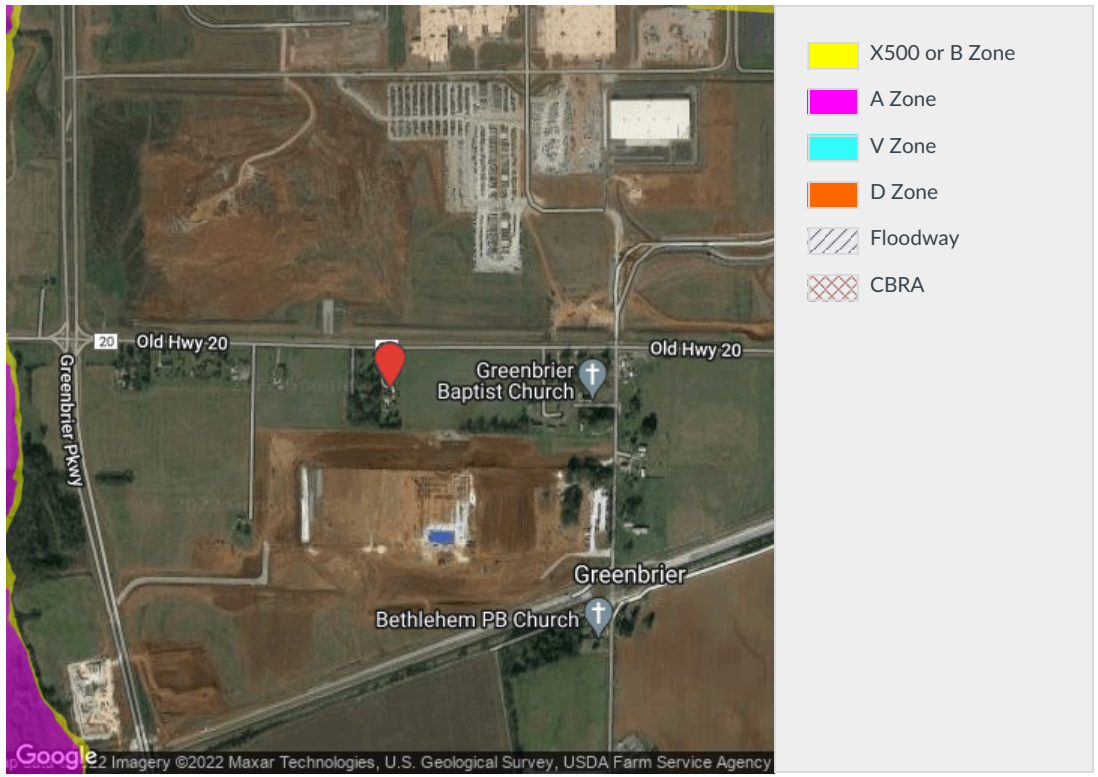 X500 or B Zone
A Zone
V Zone
D Zone
Floodway
CBRA
20
Old Hwy 20
Old Hwy 20
Greenbrier Pkwy
Greenbrier
Baptist Church
Greenbrier
Bethlehem PB Church
Google
Imagery ©2022 Maxar Technologies, U.S. Geological Survey, USDA Farm Service Agency